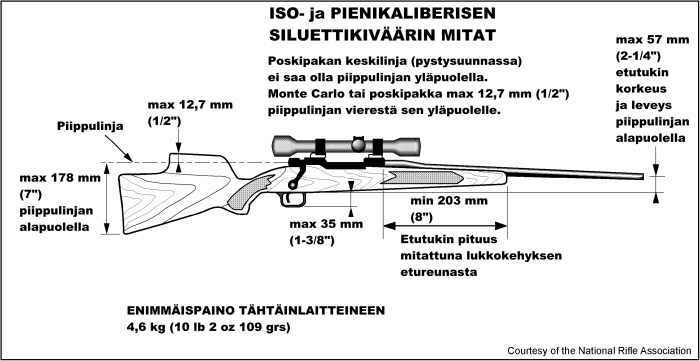 ISO- ja PIENIKALIBERISEN
SILUETTIKIVÄÄRIN MITAT
Poskipakan keskilinja (pystysuunnassa)
ei saa olla piippulinjan yläpuolella.
Monte Carlo tai poskipakka max 12,7 mm (1/2")
piippulinjan vierestä sen yläpuolelle.
max 57 mm
(2-1/4")
etutukin
korkeus
ja leveys
piippulinjan
alapuolella
max 12,7 mm
(1/2")
Piippulinja
max 178 mm
(7")
piippulinjan
alapuolella
max 35 mm
(1-3/8")
min 203 mm
(8")
Etutukin pituus
mitattuna lukkokehyksen
etureunasta
ENIMMÄISPAINO TÄHTÄINLAITTEINEEN
4,6 kg (10 lb 2 oz 109 grs)
Courtesy of the National Rifle Association